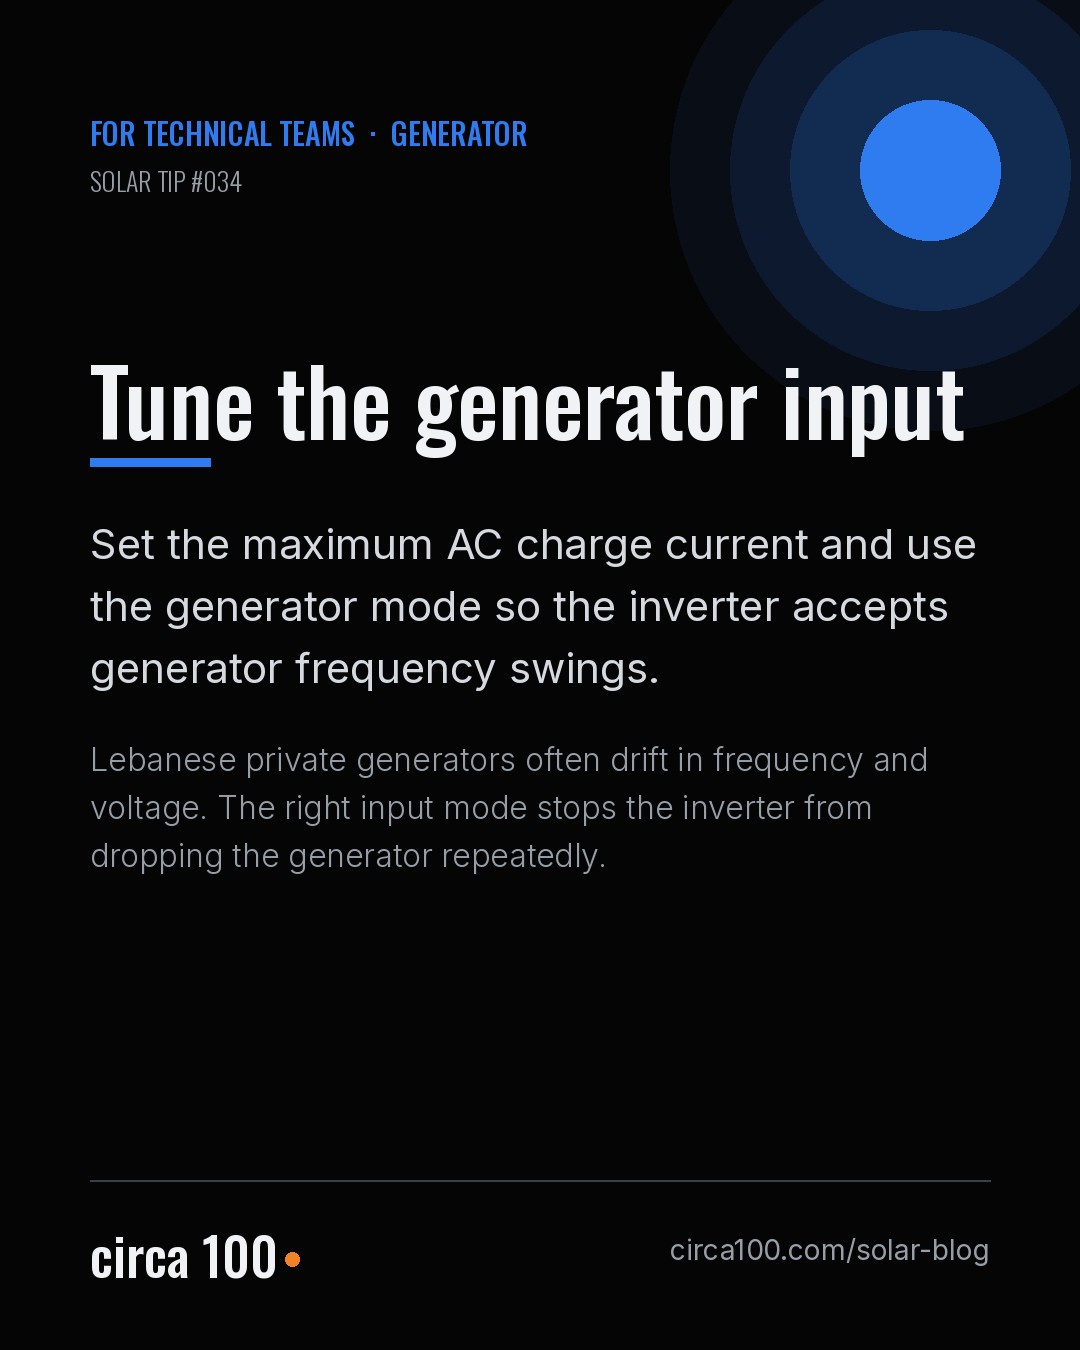 FOR TECHNICAL TEAMS · GENERATOR
SOLAR TIP #034
Tune the generator input
Set the maximum AC charge current and use
the generator mode so the inverter accepts
generator frequency swings.
Lebanese private generators often drift in frequency and
voltage. The right input mode stops the inverter from
dropping the generator repeatedly.
circa 100
circa100.com/solar-blog